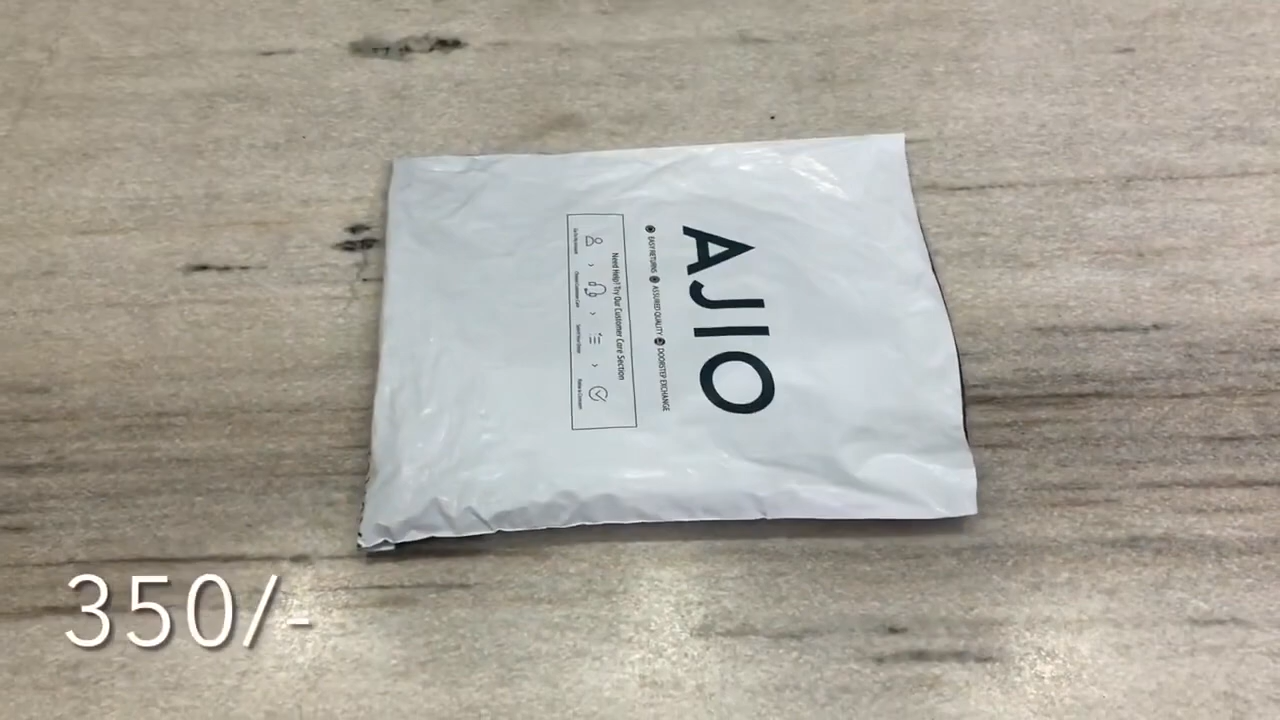 AJIO
EASY RETURNS ASSURED QUALITY DOORSTEP EXCHANGE
Need Help? Try Our Customer Care Section
350/-